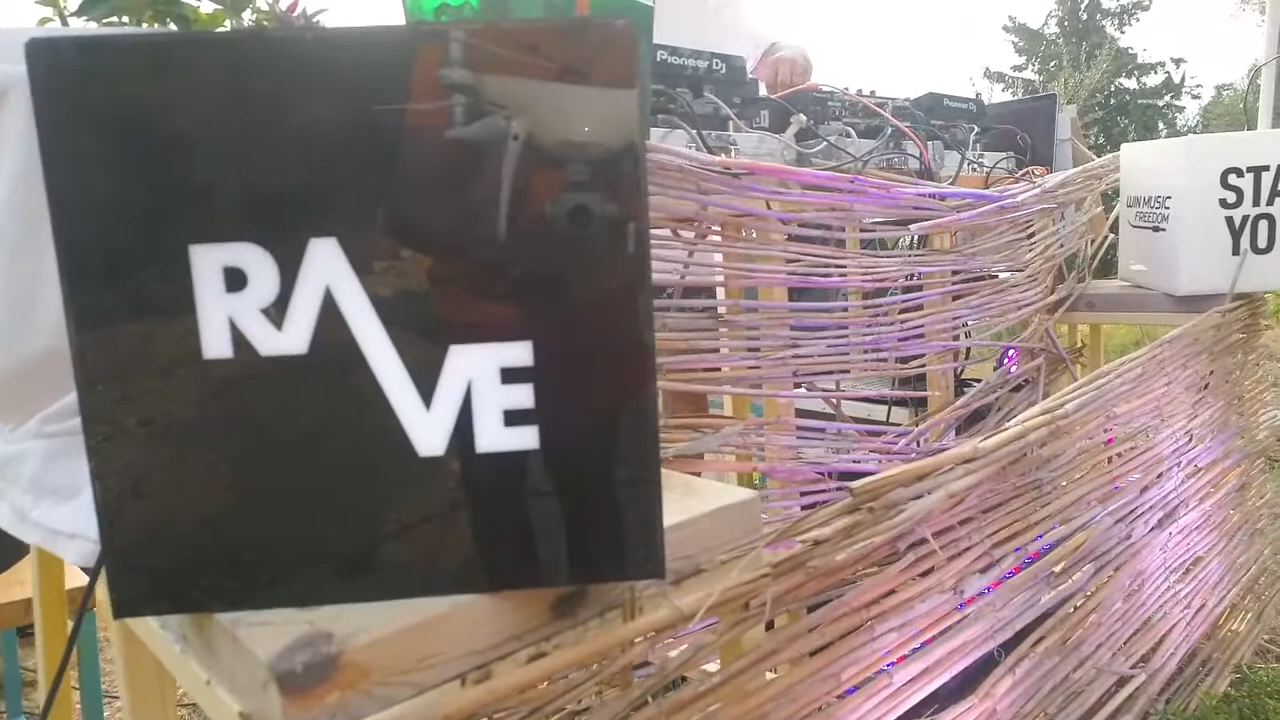 RAVE
Pioneer Dj
Pioneer Dj
WIN MUSIC
FREEDOM
STA
YO